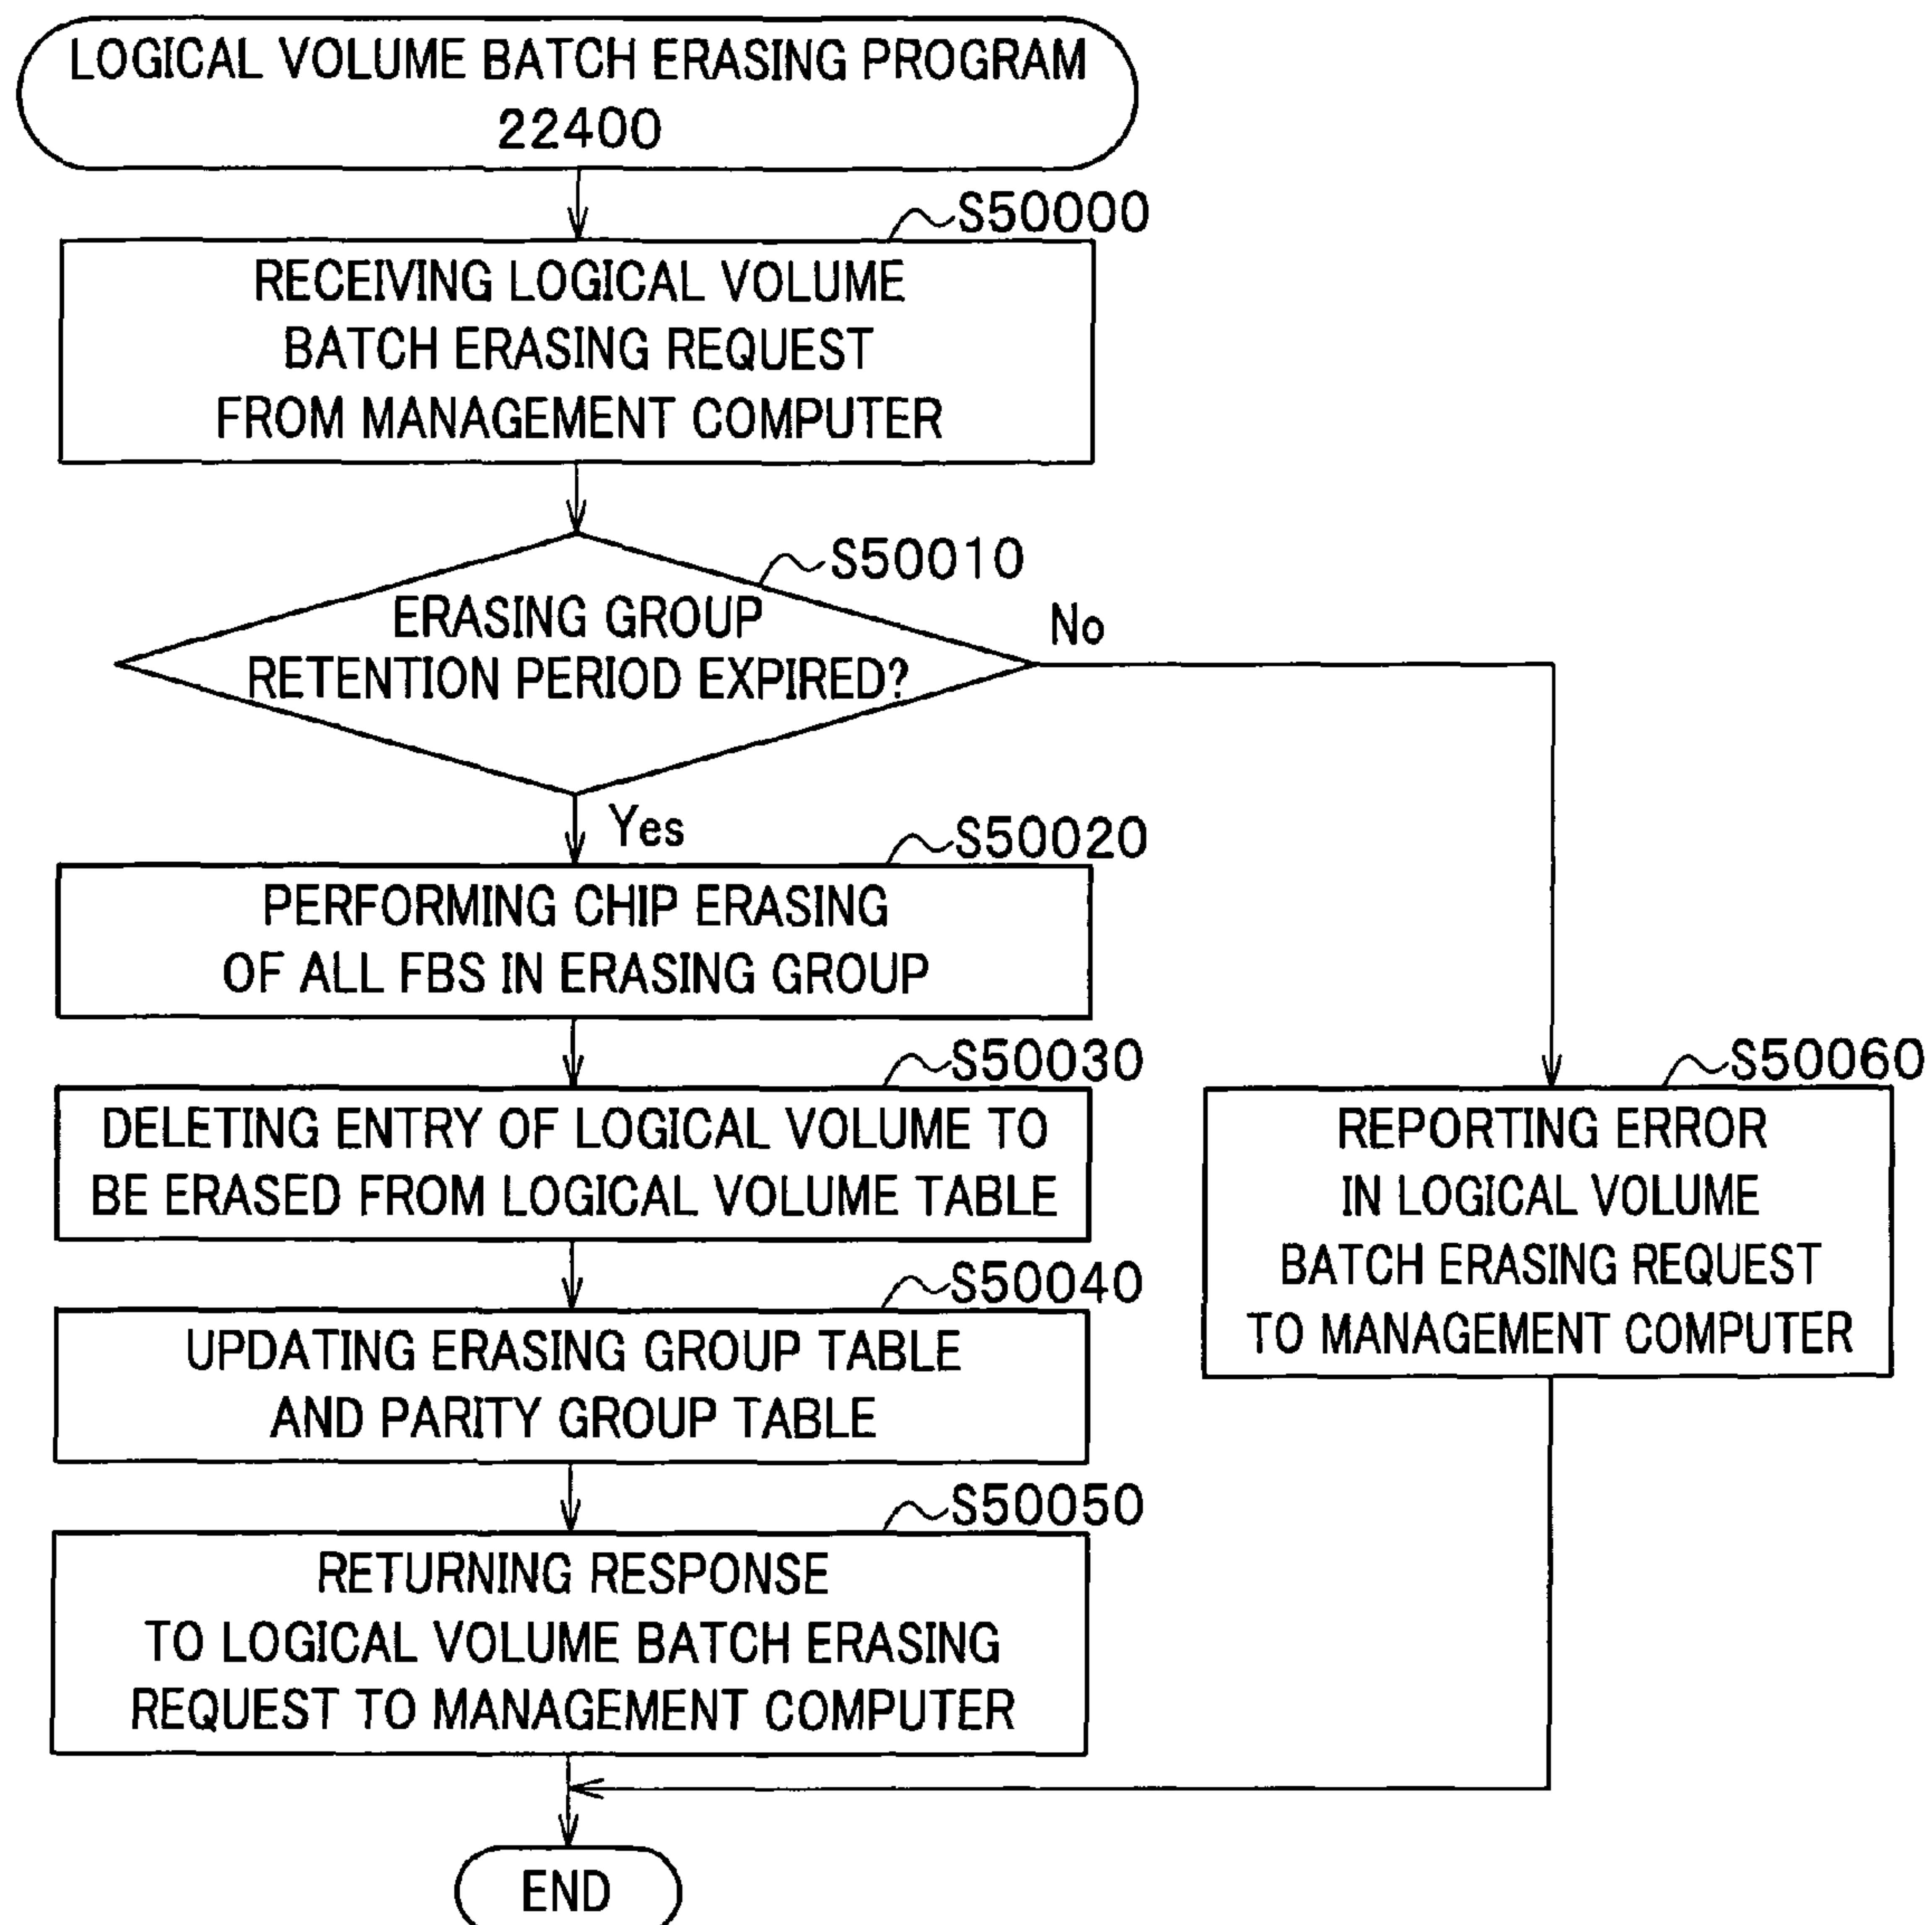 LOGICAL VOLUME BATCH ERASING PROGRAM
22400
S50000
RECEIVING LOGICAL VOLUME
BATCH ERASING REQUEST
FROM MANAGEMENT COMPUTER
S50010
ERASING GROUP
RETENTION PERIOD EXPIRED?
No
Yes
S50020
PERFORMING CHIP ERASING
OF ALL FBS IN ERASING GROUP
S50030
DELETING ENTRY OF LOGICAL VOLUME TO
BE ERASED FROM LOGICAL VOLUME TABLE
S50060
REPORTING ERROR
IN LOGICAL VOLUME
BATCH ERASING REQUEST
TO MANAGEMENT COMPUTER
S50040
UPDATING ERASING GROUP TABLE
AND PARITY GROUP TABLE
S50050
RETURNING RESPONSE
TO LOGICAL VOLUME BATCH ERASING
REQUEST TO MANAGEMENT COMPUTER
END